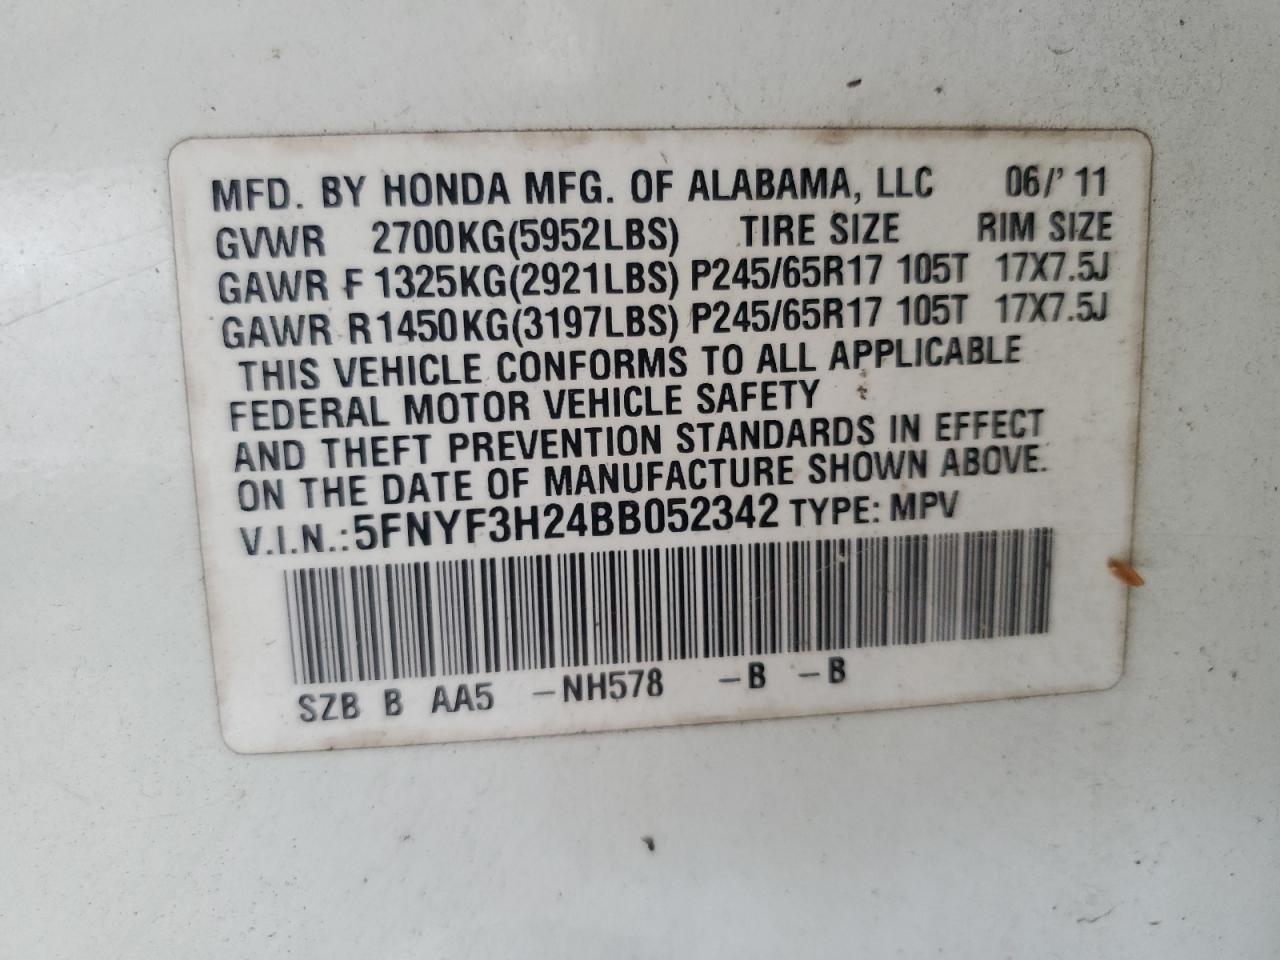 MFD. BY HONDA MFG. OF ALABAMA, LLC 06/'11
GVWR 2700KG(5952LBS) TIRE SIZE RIM SIZE
GAWR F 1325KG(2921LBS) P245/65R17 105T 17X7.5J
GAWR R 1450KG(3197LBS) P245/65R17 105T 17X7.5J
THIS VEHICLE CONFORMS TO ALL APPLICABLE
FEDERAL MOTOR VEHICLE SAFETY
AND THEFT PREVENTION STANDARDS IN EFFECT
ON THE DATE OF MANUFACTURE SHOWN ABOVE.
V.I.N.: 5FNYF3H24BB052342 TYPE: MPV
SZB B AA5 -NH578 -B -B